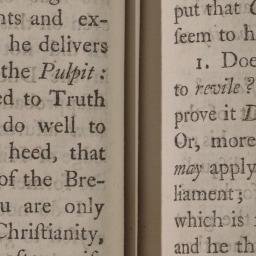 nts and ex-
he delivers
the Pulpit:
ed to Truth
do well to
heed, that
of the Bre-
u are only
Chriſtianity,
put that
ſeem to h
1. Doe
to revile?
prove it D
Or, more
may apply
liament;
which is
and he th